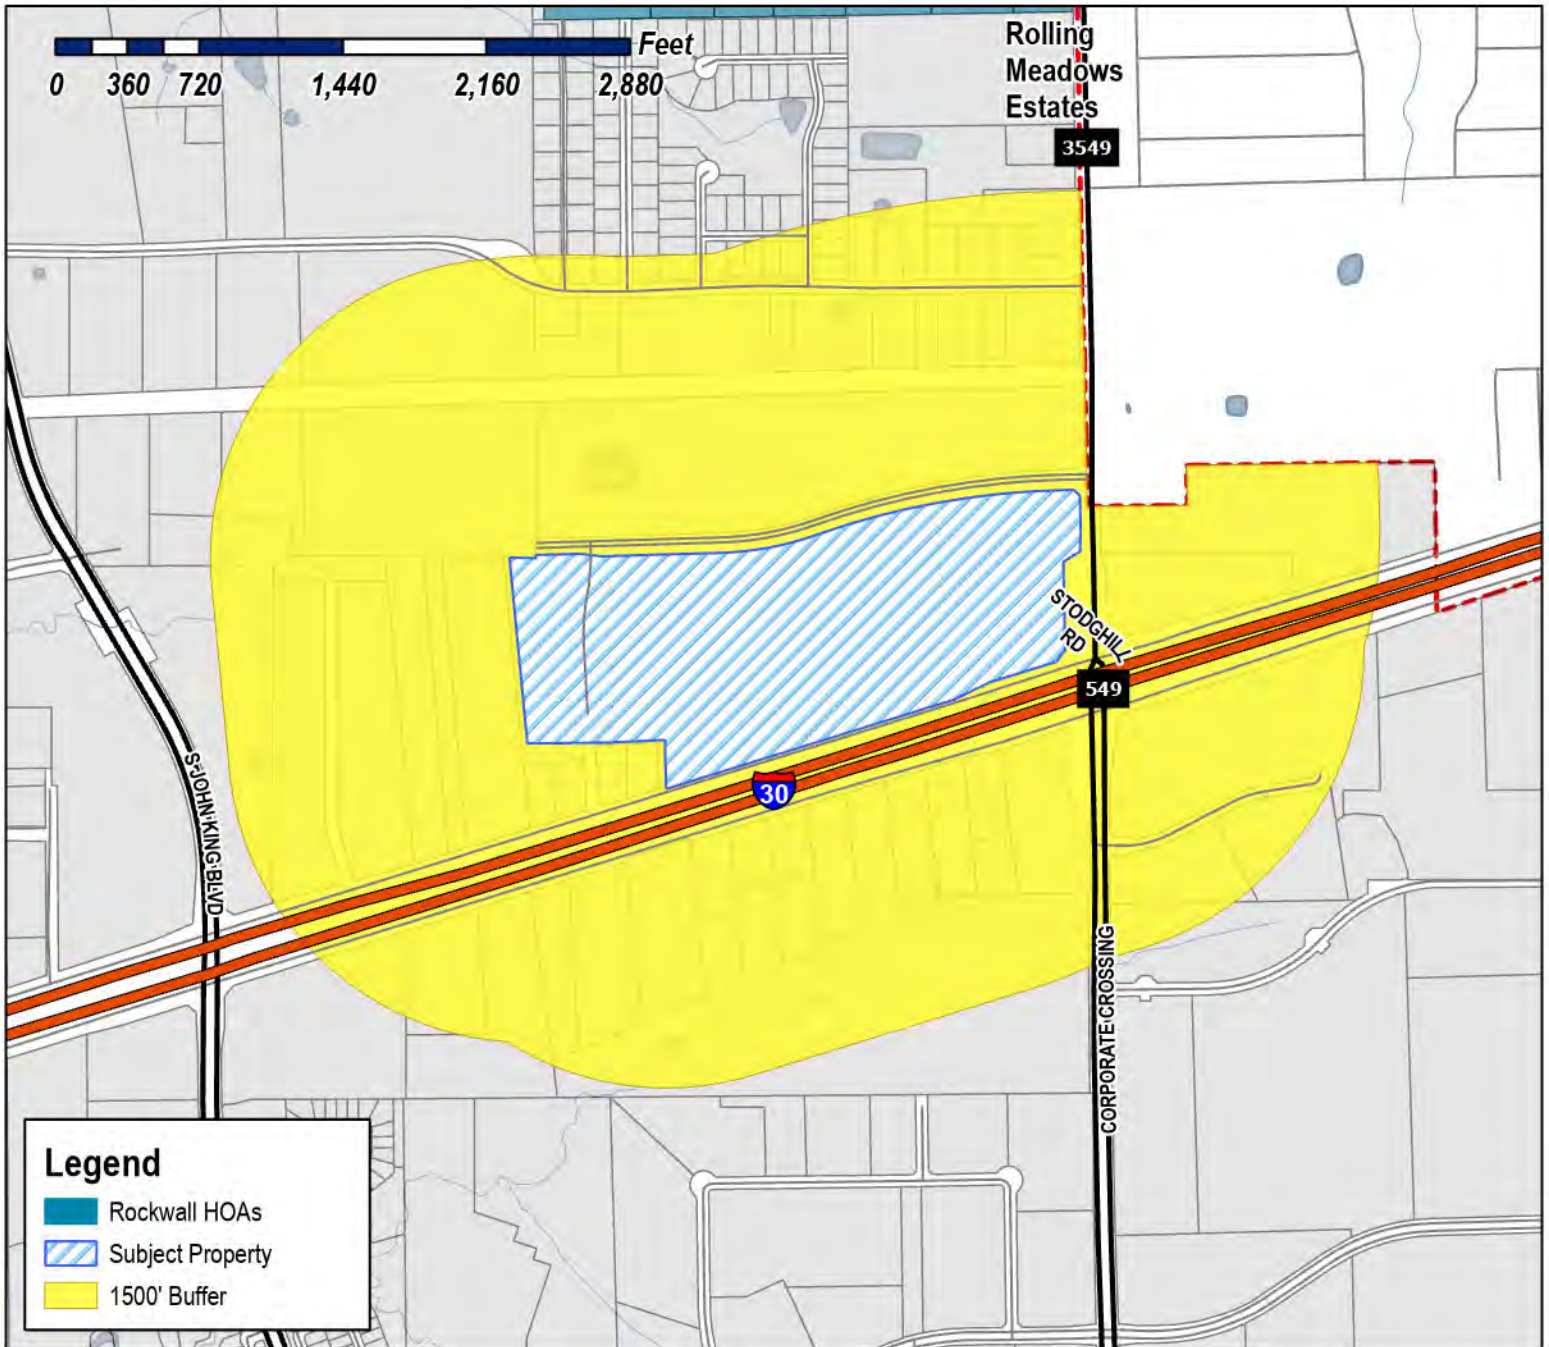 Feet
0 360 720 1,440 2,160 2,880
Rolling
Meadows
Estates
3549
STODGHILL
RD
549
30
S JOHN KING BLVD
CORPORATE CROSSING
Legend
Rockwall HOAs
Subject Property
1500' Buffer